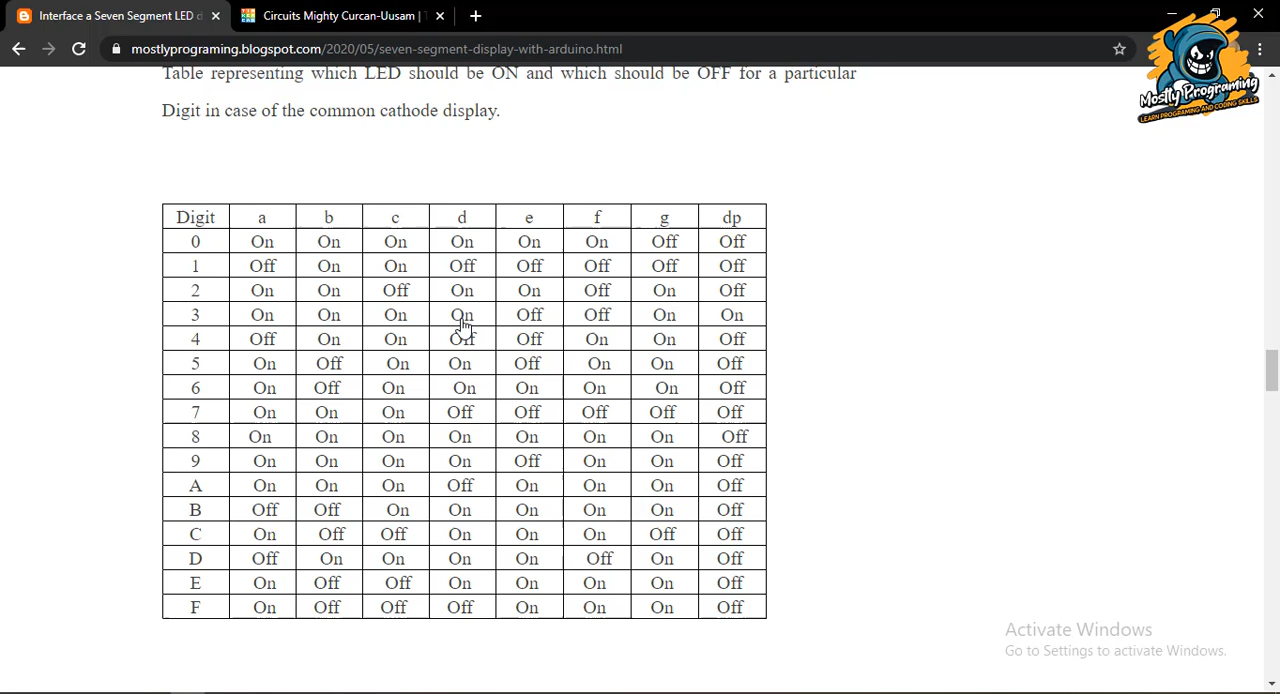 Interface a Seven Segment LED d
Circuits Mighty Curcan-Uusam | T
mostlyprograming.blogspot.com/2020/05/seven-segment-display-with-arduino.html
Mostly Programing
LEARN PROGRAMING AND CODING SKILLS
Table representing which LED should be ON and which should be OFF for a particular
Digit in case of the common cathode display.
Digit a b c d e f g dp
0 On On On On On On Off Off
1 Off On On Off Off Off Off Off
2 On On Off On On Off On Off
3 On On On On Off Off On On
4 Off On On Off Off On On Off
5 On Off On On Off On On Off
6 On Off On On On On On Off
7 On On On Off Off Off Off Off
8 On On On On On On On Off
9 On On On On Off On On Off
A On On On Off On On On Off
B Off Off On On On On On Off
C On Off Off On On On Off Off
D Off On On On On Off On Off
E On Off Off On On On On Off
F On Off Off Off On On On Off
Activate Windows
Go to Settings to activate Windows.